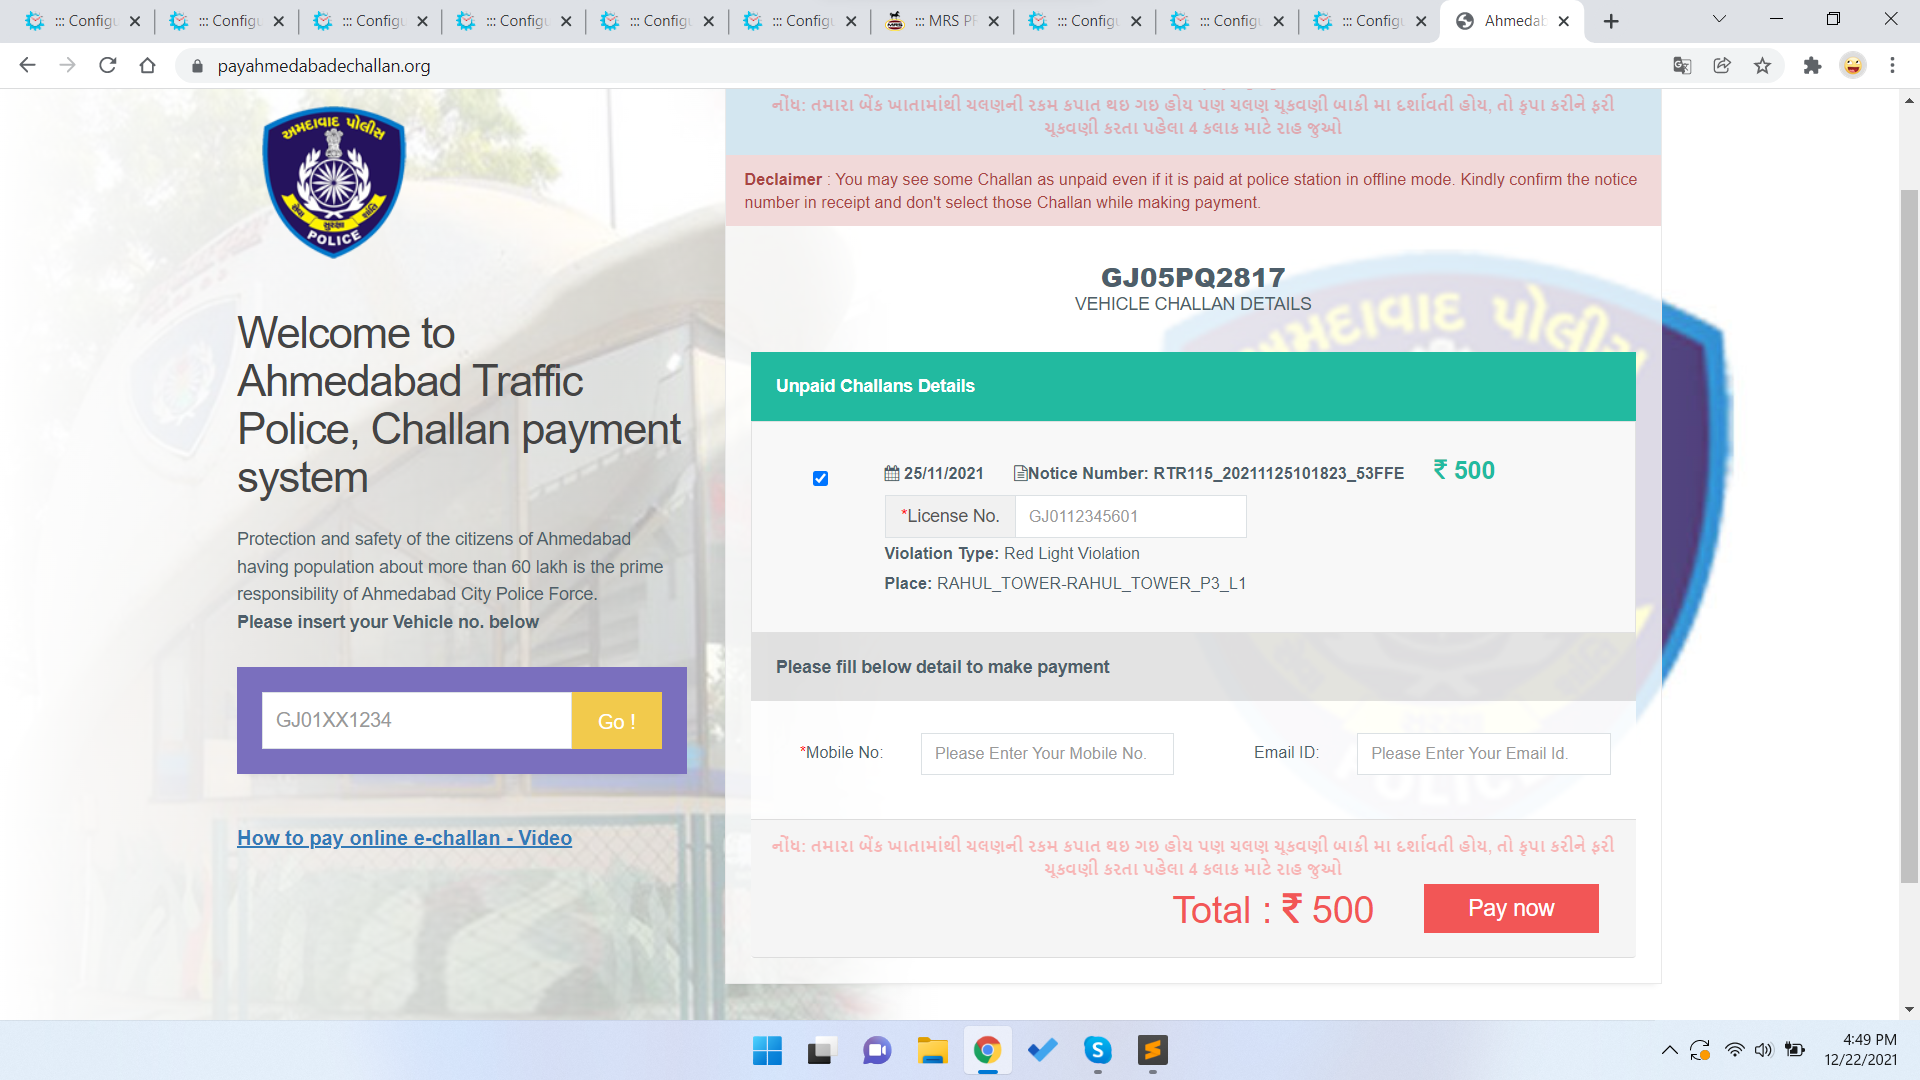 ::: Configu
::: Configu
::: Configu
::: Configu
::: Configu
::: Configu
::: MRS PF
::: Configu
::: Configu
::: Configu
Ahmedab
payahmedabadechallan.org
અમદાવાદ પોલીસ
સેવા
સુરક્ષા
શાંતિ
POLICE
Welcome to
Ahmedabad Traffic
Police, Challan payment
system
Protection and safety of the citizens of Ahmedabad
having population about more than 60 lakh is the prime
responsibility of Ahmedabad City Police Force.
Please insert your Vehicle no. below
GJ01XX1234
Go !
How to pay online e-challan - Video
નોંધ: તમારા બેંક ખાતામાંથી ચલણની રકમ કપાત થઇ ગઇ હોય પણ ચલણ ચૂકવણી બાકી મા દર્શાવતી હોય, તો કૃપા કરીને ફરી
ચૂકવણી કરતા પહેલા 4 કલાક માટે રાહ જુઓ
Declaimer : You may see some Challan as unpaid even if it is paid at police station in offline mode. Kindly confirm the notice
number in receipt and don't select those Challan while making payment.
GJ05PQ2817
VEHICLE CHALLAN DETAILS
અમદાવાદ પોલીસ
Unpaid Challans Details
25/11/2021 Notice Number: RTR115_20211125101823_53FFE ₹ 500
*License No. GJ0112345601
Violation Type: Red Light Violation
Place: RAHUL_TOWER-RAHUL_TOWER_P3_L1
Please fill below detail to make payment
*Mobile No: Please Enter Your Mobile No. Email ID: Please Enter Your Email Id.
POLICE
નોંધ: તમારા બેંક ખાતામાંથી ચલણની રકમ કપાત થઇ ગઇ હોય પણ ચલણ ચૂકવણી બાકી મા દર્શાવતી હોય, તો કૃપા કરીને ફરી
ચૂકવણી કરતા પહેલા 4 કલાક માટે રાહ જુઓ
Total : ₹ 500 Pay now
4:49 PM
12/22/2021